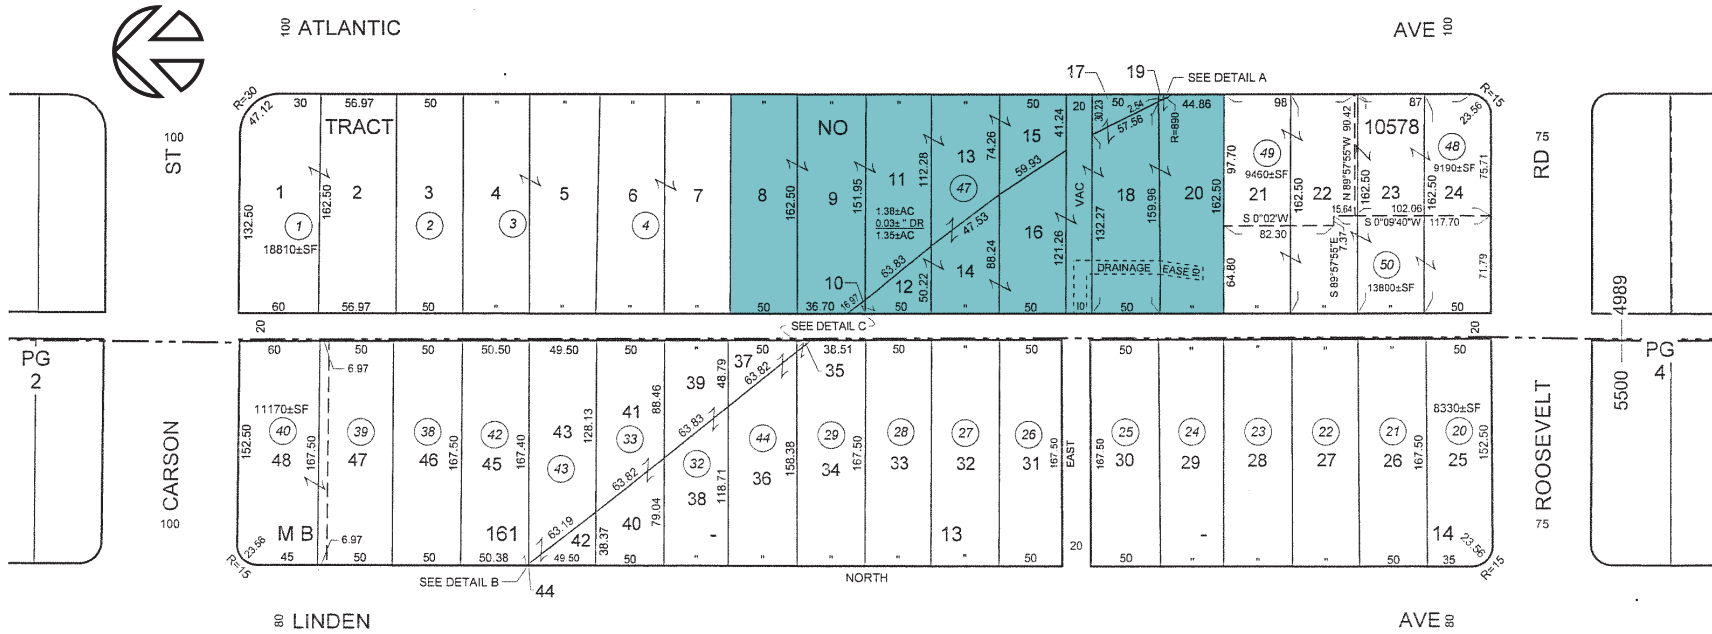 100 ATLANTIC
AVE 100
17 19 SEE DETAIL A
R=30 47.12 30 56.97 50 " " " " " " " 50 20 50 2.54 44.86 98 87 R=15 23.56
TRACT NO 10578
ST 100
RD 75
30.23 57.56 R=890 41.24 74.26 112.28 59.93
N 89°57'55"W 90.42
15 13 11
49 9460±SF 97.70
48 9190±SF 75.71
1 2 3 4 5 6 7 8 9 47 VAC 18 20 21 22 23 24
132.50 162.50 162.50 151.95 132.27 159.96 162.50 162.50 162.50 162.50
1 2 3 4
18810±SF
1.38±AC
0.03± " DR
1.35±AC
47.53 16
S 0°02'W 82.30
15.64 102.06
S 0°09'40"W 117.70
63.83 50.22 14 88.24 121.26
DRAINAGE EASE'T
64.80 S 89°57'55"E 7.37 50 13800±SF 71.79
10 12 16.97
60 56.97 50 " " " " 50 36.70 50 " " 10 50 " " " " 50
20 SEE DETAIL C 20
4989
5500
PG 2
PG 4
60 50 50 50.50 49.50 50 " 50 38.51 50 " 50 50 " " " " 50
6.97 37 63.82 35
39 48.79
11170±SF 41 88.46 8330±SF
40 39 38 42 43 33 44 29 28 27 26 25 24 23 22 21 20
128.13 63.83
152.50 48 167.50 47 46 167.50 45 167.40 43 32 36 158.38 34 167.50 33 32 31 167.50 EAST 167.50 30 29 28 27 26 167.50 25 152.50
63.82 38 118.71
CARSON 100
ROOSEVELT 75
M B 161 - 13 - 14
63.19 40 79.04
42 38.37 20
23.56 R=15 45 6.97 50 50 50.38 49.50 50 " " " " " 50 50 " " " 50 35 23.56 R=15
SEE DETAIL B 44 NORTH
80 LINDEN
AVE 80